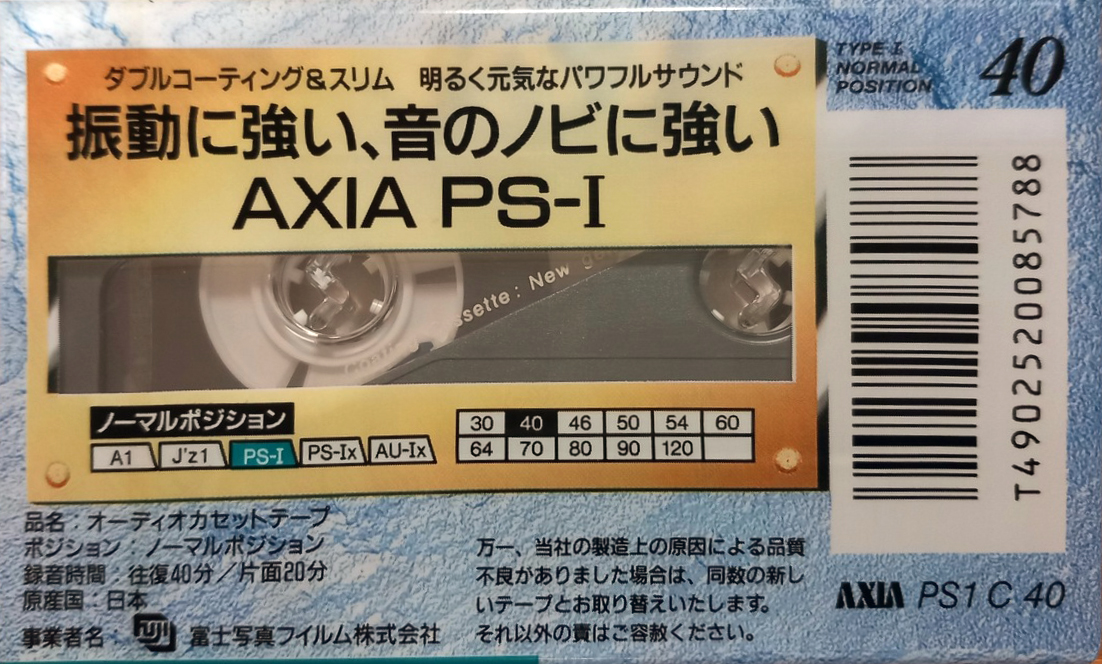 ダブルコーティング&スリム 明るく元気なパワフルサウンド
振動に強い、音のノビに強い
AXIA PS-I
TYPE I
NORMAL
POSITION
40
ssette: New
ノーマルポジション
A1 J'z1 PS-I PS-Ix AU-Ix
30 40 46 50 54 60
64 70 80 90 120
T4902520085788
品名:オーディオカセットテープ
ポジション:ノーマルポジション
録音時間:往復40分/片面20分
原産国:日本
事業者名: FUJI 富士写真フイルム株式会社
万一、当社の製造上の原因による品質
不良がありました場合は、同数の新し
いテープとお取り替えいたします。
それ以外の責はご容赦ください。
AXIA PS1 C 40